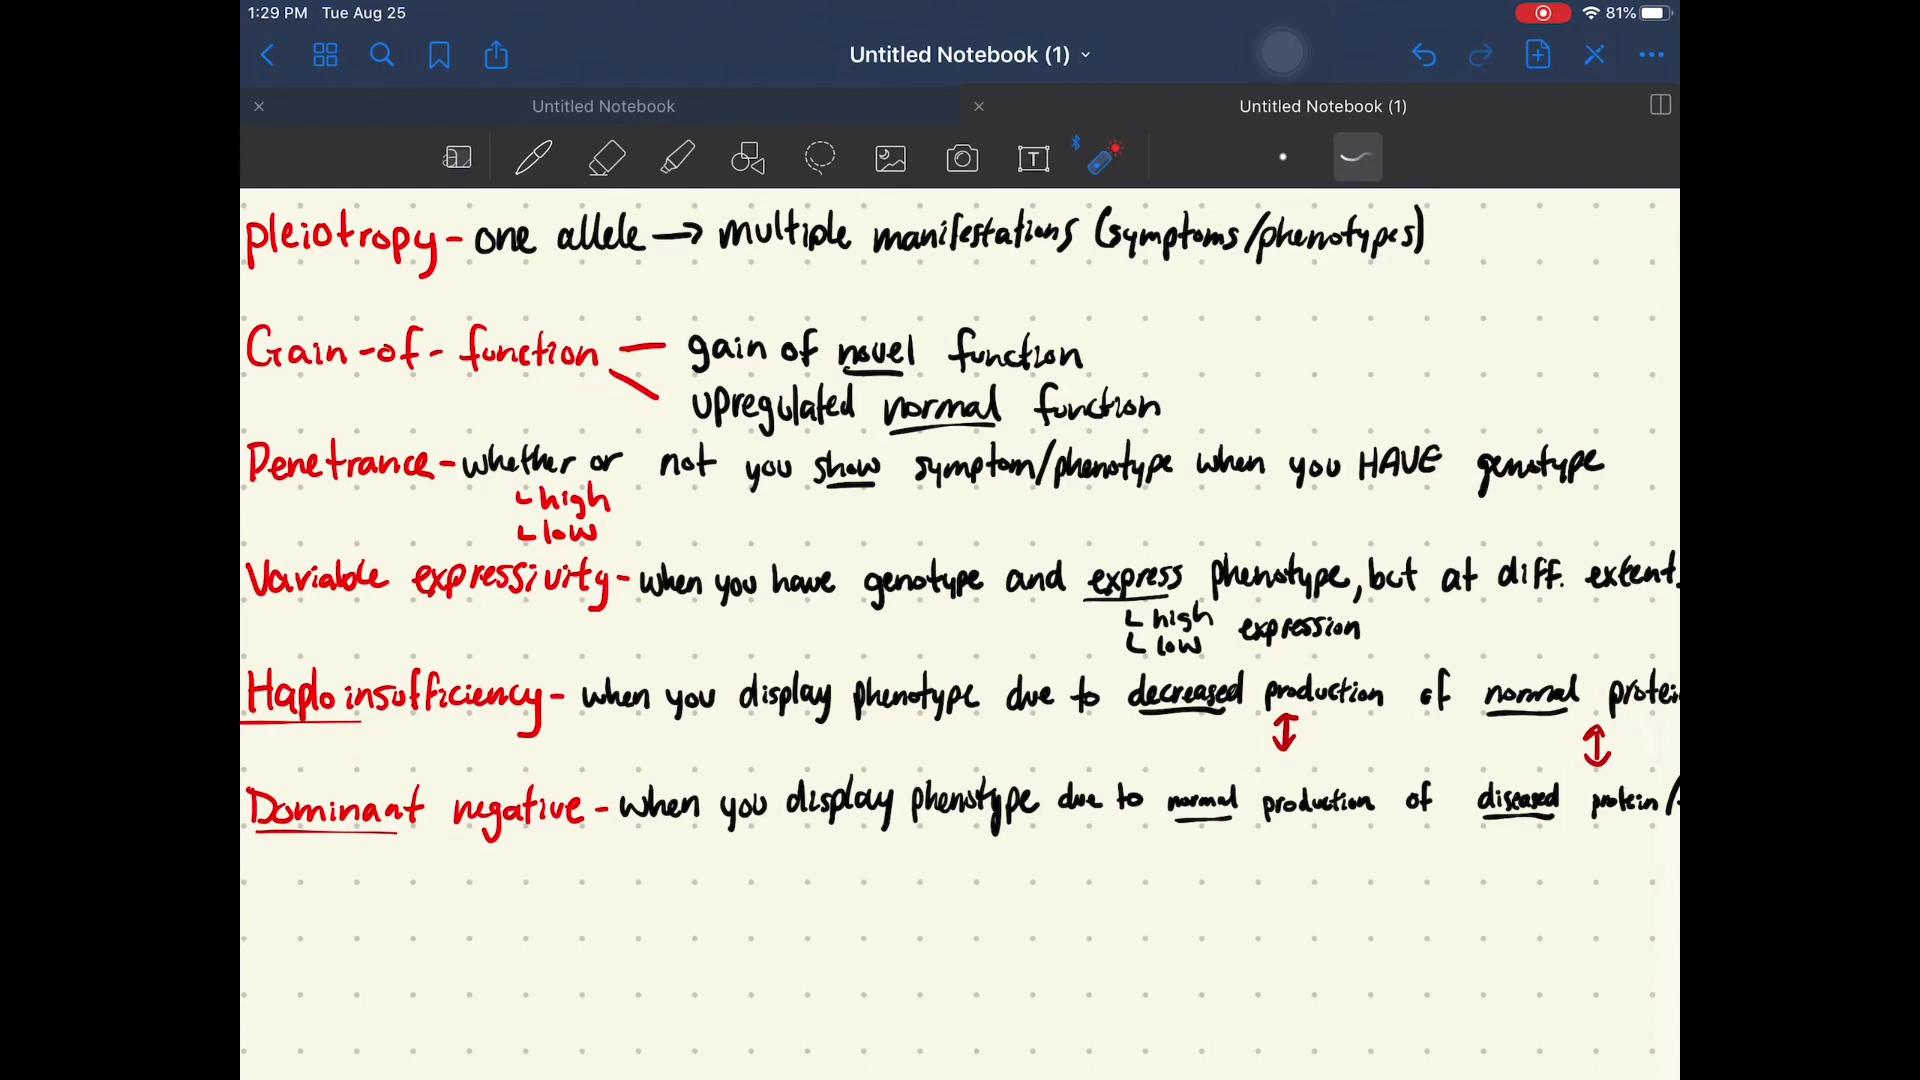 1:29 PM Tue Aug 25
81%
Untitled Notebook (1)
Untitled Notebook
Untitled Notebook (1)
T
pleiotropy - one allele → multiple manifestations (symptoms/phenotypes)
Gain-of-function — gain of novel function
upregulated normal function
Penetrance - whether or not you show symptom/phenotype when you HAVE genotype
high
low
Variable expressivity - when you have genotype and express phenotype, but at diff. extent
high expression
low
Haploinsufficiency - when you display phenotype due to decreased production of normal protei
Dominant negative - when you display phenotype due to normal production of diseased protein/